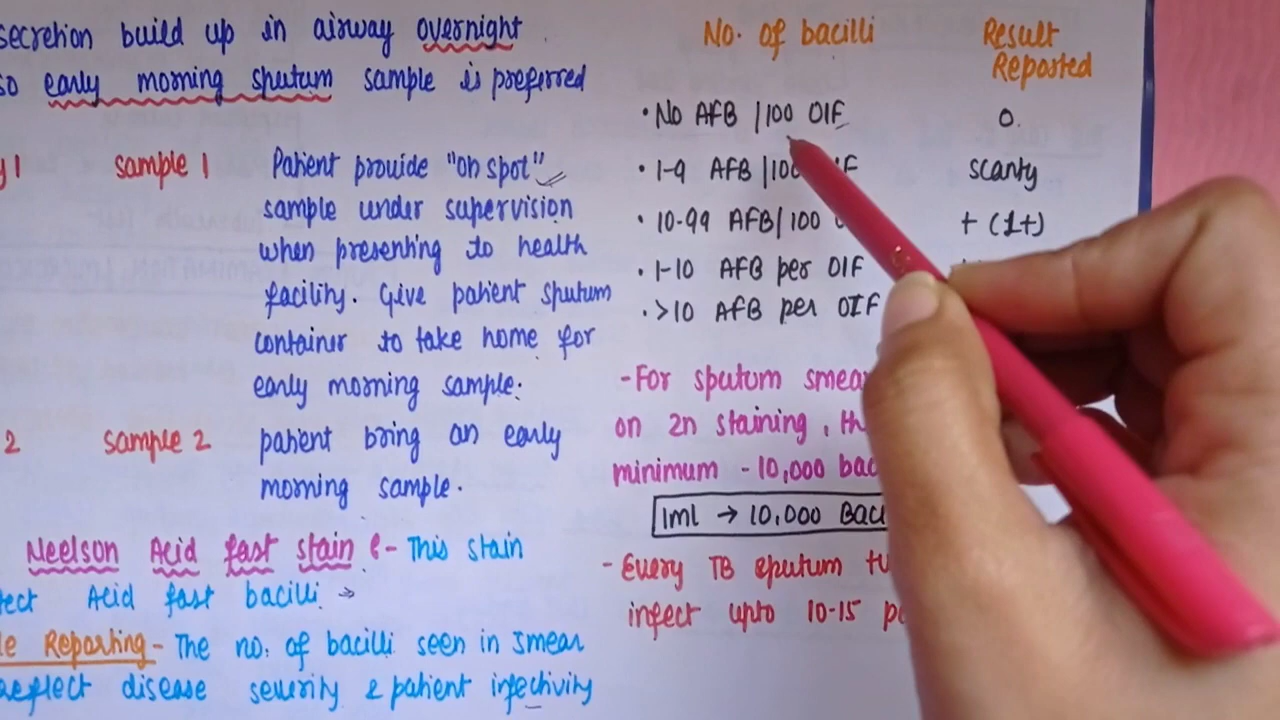 secretion build up in airway overnight
so early morning sputum sample is preferred
sample 1 Patient provide "on spot"
sample under supervision
when presenting to health
facility. Give patient sputum
container to take home for
early morning sample.
2 sample 2 patient bring an early
morning sample.
Neelson Acid fast stain :- This stain
Acid fast bacilli.
Reporting - The no. of bacilli seen in smear
reflect disease severity & patient infectivity
No. of bacilli Result
Reported
• No AFB /100 OIF 0
• 1-9 AFB /100 scanty
• 10-99 AFB/100 + (1+)
• 1-10 AFB per OIF
• >10 AFB per OIF
- For sputum smear
on Zn staining,
minimum - 10,000
1ml → 10,000
- Every TB sputum
infect upto 10-15